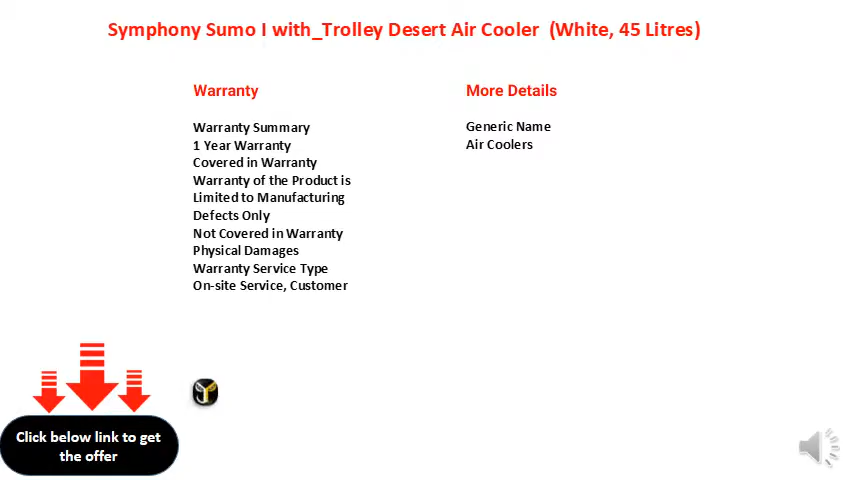 Symphony Sumo I with_Trolley Desert Air Cooler (White, 45 Litres)
Warranty
Warranty Summary
1 Year Warranty
Covered in Warranty
Warranty of the Product is
Limited to Manufacturing
Defects Only
Not Covered in Warranty
Physical Damages
Warranty Service Type
On-site Service, Customer
More Details
Generic Name
Air Coolers
Click below link to get
the offer